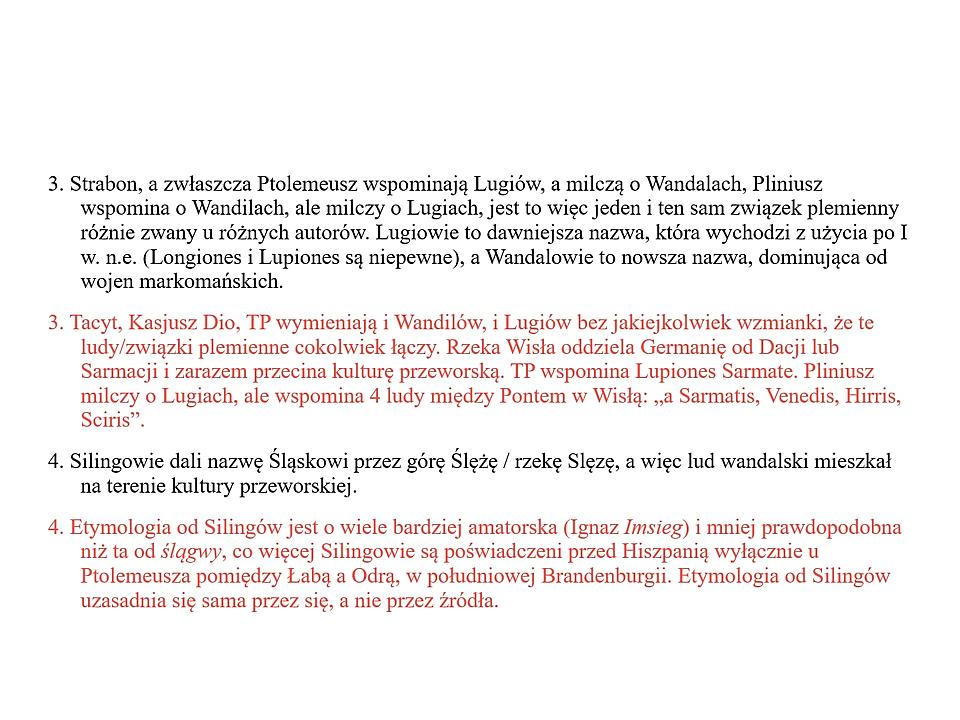 3. Strabon, a zwłaszcza Ptolemeusz wspominają Lugiów, a milczą o Wandalach, Pliniusz
wspomina o Wandilach, ale milczy o Lugiach, jest to więc jeden i ten sam związek plemienny
różnie zwany u różnych autorów. Lugiowie to dawniejsza nazwa, która wychodzi z użycia po I
w. n.e. (Longiones i Lupiones są niepewne), a Wandalowie to nowsza nazwa, dominująca od
wojen markomańskich.
3. Tacyt, Kasjusz Dio, TP wymieniają i Wandilów, i Lugiów bez jakiejkolwiek wzmianki, że te
ludy/związki plemienne cokolwiek łączy. Rzeka Wisła oddziela Germanię od Dacji lub
Sarmacji i zarazem przecina kulturę przeworską. TP wspomina Lupiones Sarmate. Pliniusz
milczy o Lugiach, ale wspomina 4 ludy między Pontem w Wisłą: „a Sarmatis, Venedis, Hirris,
Sciris”.
4. Silingowie dali nazwę Śląskowi przez górę Ślężę / rzekę Slęzę, a więc lud wandalski mieszkał
na terenie kultury przeworskiej.
4. Etymologia od Silingów jest o wiele bardziej amatorska (Ignaz Imsieg) i mniej prawdopodobna
niż ta od ślągwy, co więcej Silingowie są poświadczeni przed Hiszpanią wyłącznie u
Ptolemeusza pomiędzy Łabą a Odrą, w południowej Brandenburgii. Etymologia od Silingów
uzasadnia się sama przez się, a nie przez źródła.